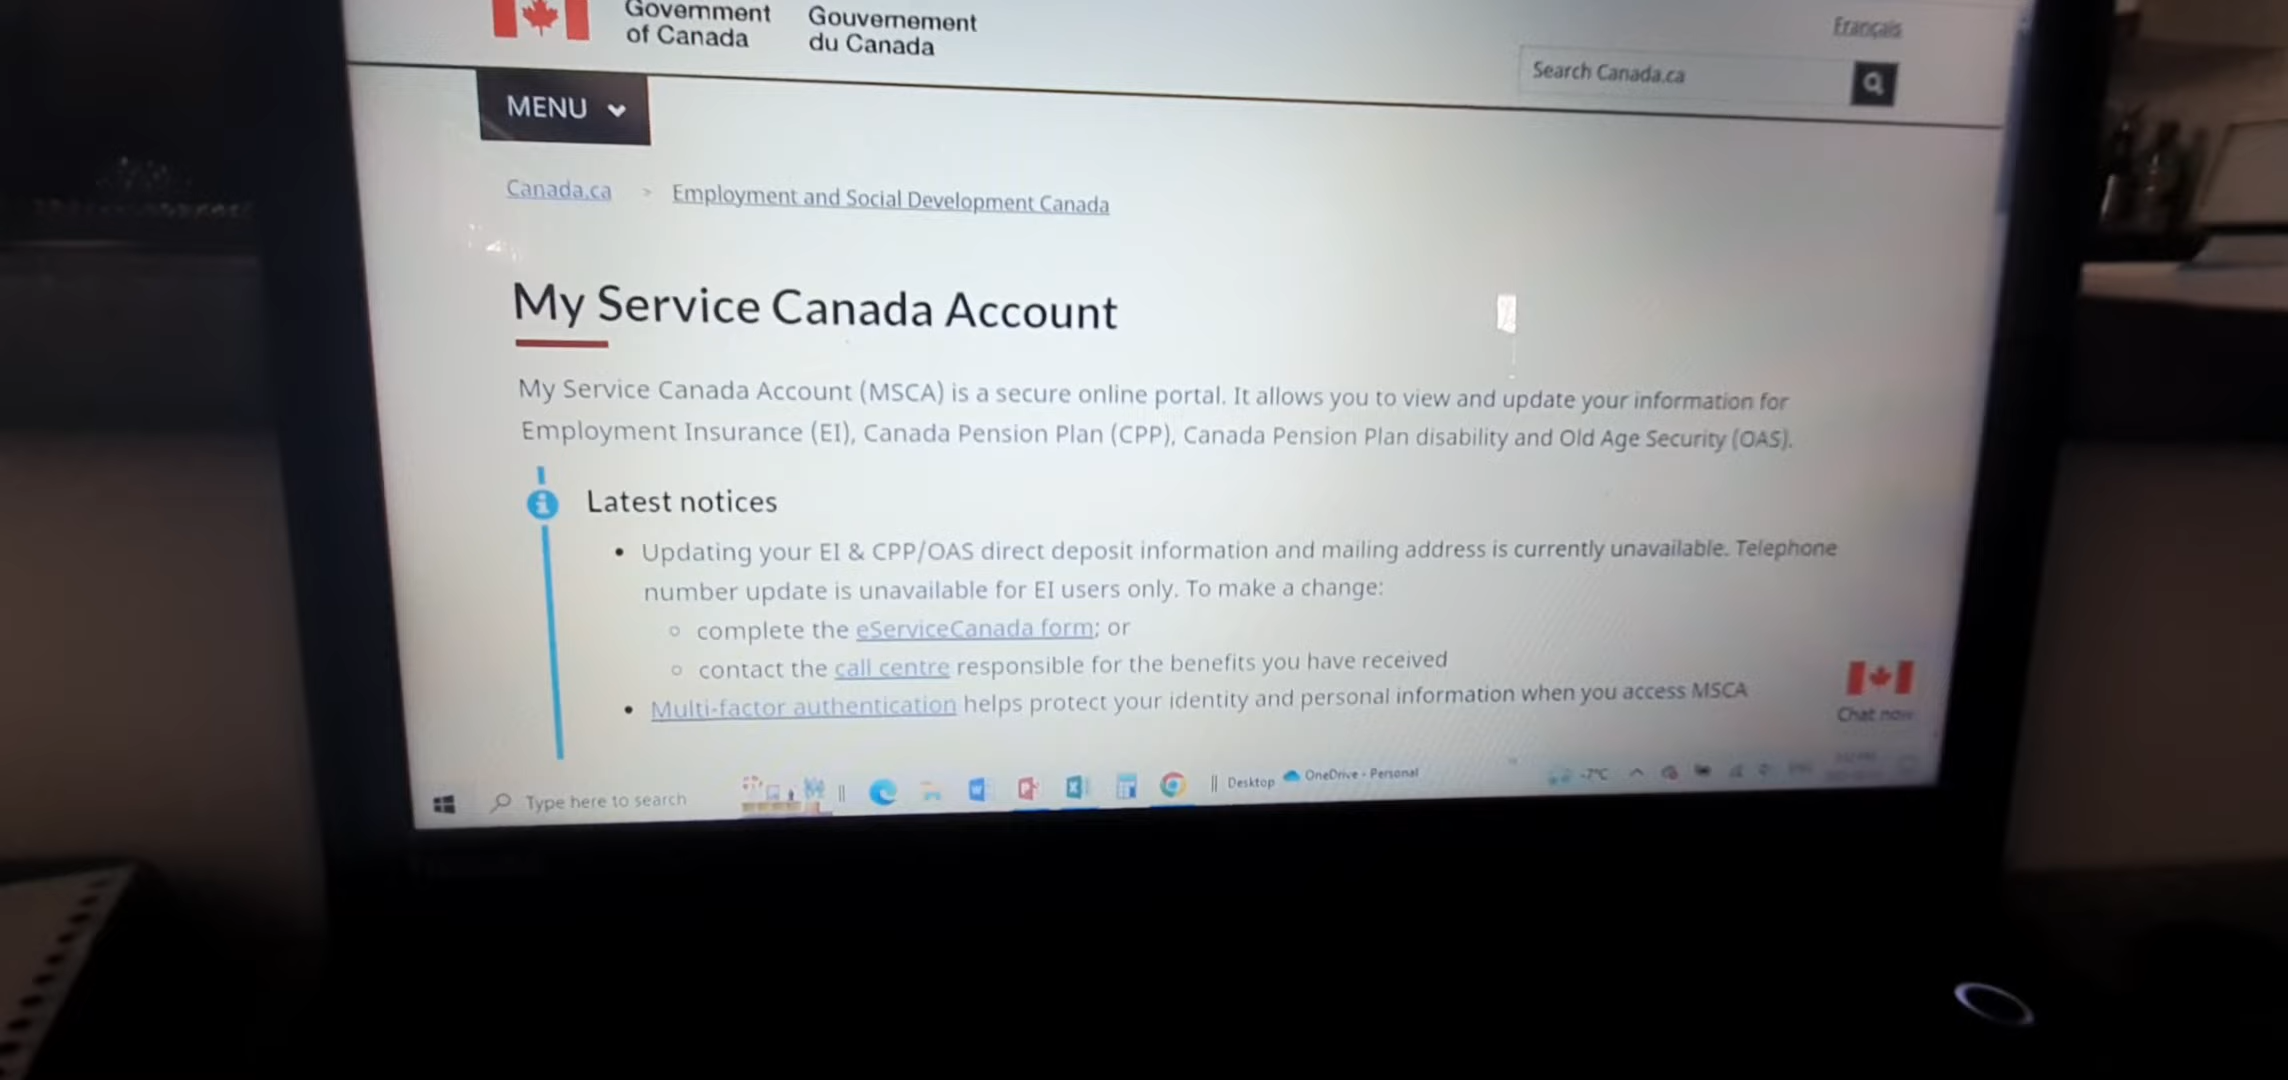 Government Gouvernement
of Canada du Canada
Français
Search Canada.ca
MENU
Canada.ca > Employment and Social Development Canada
My Service Canada Account
My Service Canada Account (MSCA) is a secure online portal. It allows you to view and update your information for
Employment Insurance (EI), Canada Pension Plan (CPP), Canada Pension Plan disability and Old Age Security (OAS).
Latest notices
• Updating your EI & CPP/OAS direct deposit information and mailing address is currently unavailable. Telephone
number update is unavailable for EI users only. To make a change:
○ complete the eServiceCanada form; or
○ contact the call centre responsible for the benefits you have received
• Multi-factor authentication helps protect your identity and personal information when you access MSCA
Chat now
Type here to search
Desktop OneDrive - Personal
-7°C